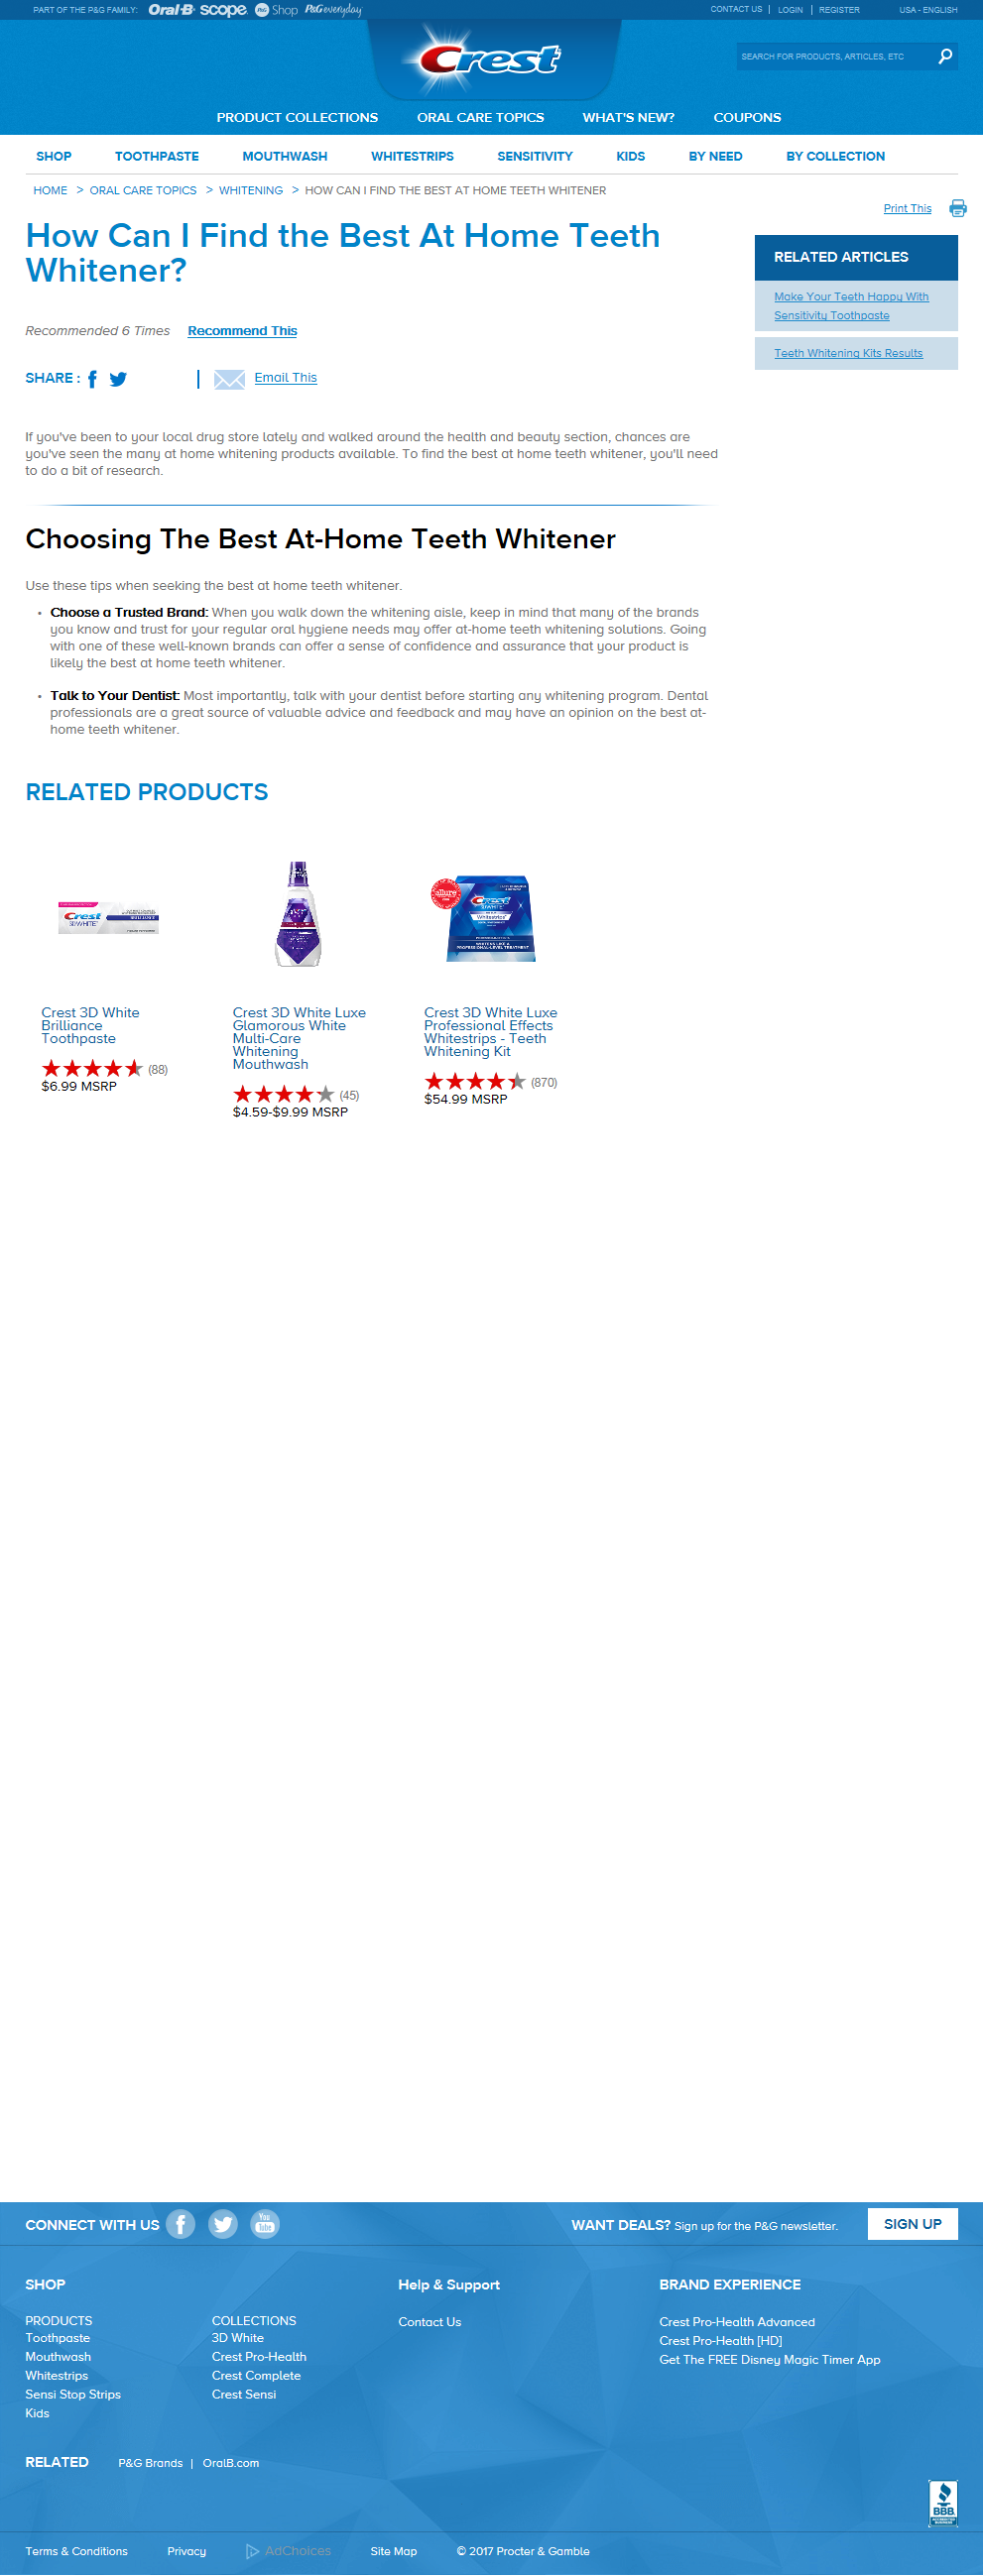 PART OF THE P&G FAMILY: Oral-B scope P&G Shop P&G everyday
CONTACT US | LOGIN | REGISTER USA - ENGLISH
Crest
SEARCH FOR PRODUCTS, ARTICLES, ETC
PRODUCT COLLECTIONS ORAL CARE TOPICS WHAT'S NEW? COUPONS
SHOP TOOTHPASTE MOUTHWASH WHITESTRIPS SENSITIVITY KIDS BY NEED BY COLLECTION
HOME > ORAL CARE TOPICS > WHITENING > HOW CAN I FIND THE BEST AT HOME TEETH WHITENER
Print This
How Can I Find the Best At Home Teeth
Whitener?
Recommended 6 Times Recommend This
SHARE : | Email This
RELATED ARTICLES
Make Your Teeth Happy With
Sensitivity Toothpaste
Teeth Whitening Kits Results
If you've been to your local drug store lately and walked around the health and beauty section, chances are
you've seen the many at home whitening products available. To find the best at home teeth whitener, you'll need
to do a bit of research.
Choosing The Best At-Home Teeth Whitener
Use these tips when seeking the best at home teeth whitener.
• Choose a Trusted Brand: When you walk down the whitening aisle, keep in mind that many of the brands
you know and trust for your regular oral hygiene needs may offer at-home teeth whitening solutions. Going
with one of these well-known brands can offer a sense of confidence and assurance that your product is
likely the best at home teeth whitener.
• Talk to Your Dentist: Most importantly, talk with your dentist before starting any whitening program. Dental
professionals are a great source of valuable advice and feedback and may have an opinion on the best at-
home teeth whitener.
RELATED PRODUCTS
Crest
3D WHITE
BRILLIANCE
allure
Crest
3D WHITE
Whitestrips
WHITENS LIKE A
PROFESSIONAL-LEVEL TREATMENT
Crest 3D White
Brilliance
Toothpaste
(88)
$6.99 MSRP
Crest 3D White Luxe
Glamorous White
Multi-Care
Whitening
Mouthwash
(45)
$4.59-$9.99 MSRP
Crest 3D White Luxe
Professional Effects
Whitestrips - Teeth
Whitening Kit
(870)
$54.99 MSRP
CONNECT WITH US You Tube
WANT DEALS? Sign up for the P&G newsletter. SIGN UP
SHOP
PRODUCTS
Toothpaste
Mouthwash
Whitestrips
Sensi Stop Strips
Kids
COLLECTIONS
3D White
Crest Pro-Health
Crest Complete
Crest Sensi
Help & Support
Contact Us
BRAND EXPERIENCE
Crest Pro-Health Advanced
Crest Pro-Health [HD]
Get The FREE Disney Magic Timer App
RELATED P&G Brands | OralB.com
BBB
Terms & Conditions Privacy AdChoices Site Map © 2017 Procter & Gamble